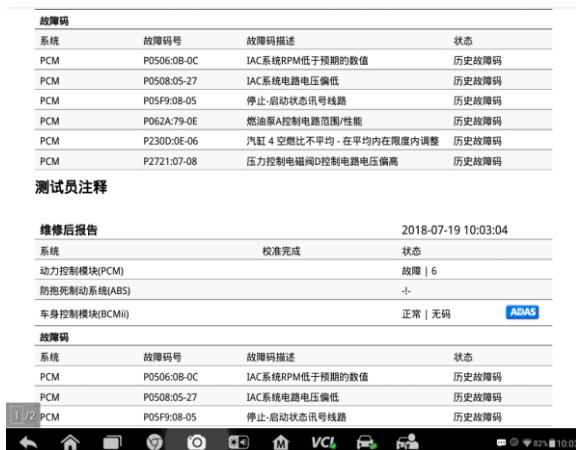 故障码
系统 故障码号 故障码描述 状态
PCM P0506:0B-0C IAC系统RPM低于预期的数值 历史故障码
PCM P0508:05-27 IAC系统电路电压偏低 历史故障码
PCM P05F9:08-05 停止-启动状态讯号线路 历史故障码
PCM P062A:79-0E 燃油泵A控制电路范围/性能 历史故障码
PCM P230D:0E-06 汽缸 4 空燃比不平均 - 在平均内在限度内调整 历史故障码
PCM P2721:07-08 压力控制电磁阀D控制电路电压偏高 历史故障码
测试员注释
维修后报告 2018-07-19 10:03:04
系统 校准完成 状态
动力控制模块(PCM) 故障 | 6
防抱死制动系统(ABS) -!-
车身控制模块(BCMii) 正常 | 无码 ADAS
故障码
系统 故障码号 故障码描述 状态
PCM P0506:0B-0C IAC系统RPM低于预期的数值 历史故障码
PCM P0508:05-27 IAC系统电路电压偏低 历史故障码
1 /2 PCM P05F9:08-05 停止-启动状态讯号线路 历史故障码
M VCI 82% 10:03